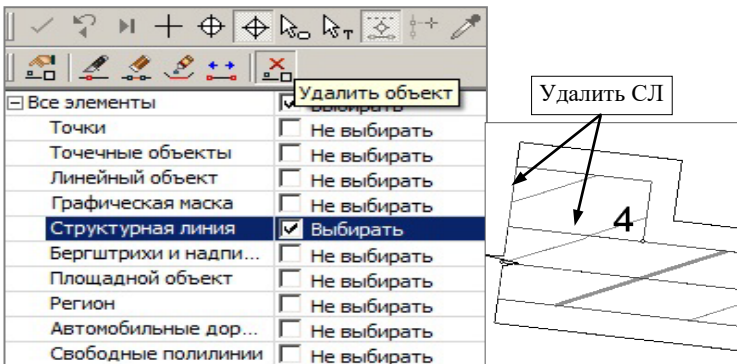 Удалить объект
Удалить СЛ
Все элементы
Точки Не выбирать
Точечные объекты Не выбирать
Линейный объект Не выбирать
Графическая маска Не выбирать
Структурная линия Выбирать
Бергштрихи и надпи... Не выбирать
Площадной объект Не выбирать
Регион Не выбирать
Автомобильные дор... Не выбирать
Свободные полилинии Не выбирать
4